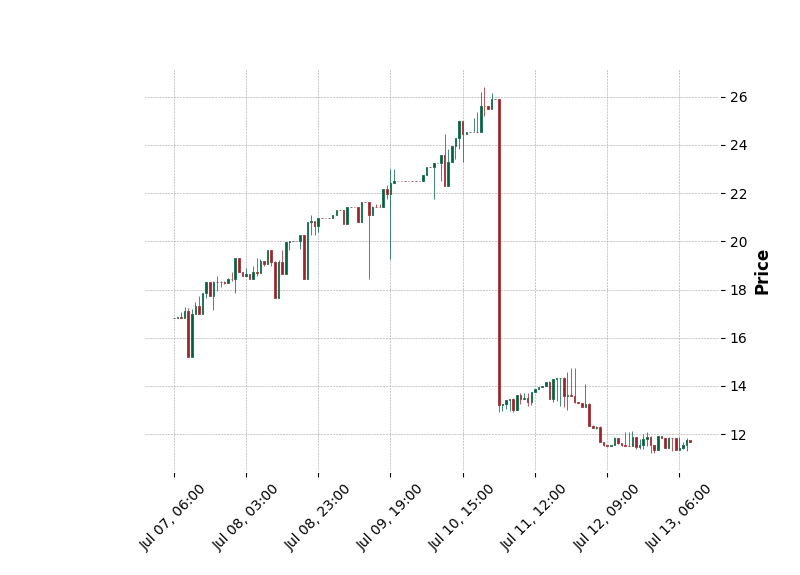 26
24
22
20
18
16
14
12
Price
Jul 07, 06:00
Jul 08, 03:00
Jul 08, 23:00
Jul 09, 19:00
Jul 10, 15:00
Jul 11, 12:00
Jul 12, 09:00
Jul 13, 06:00